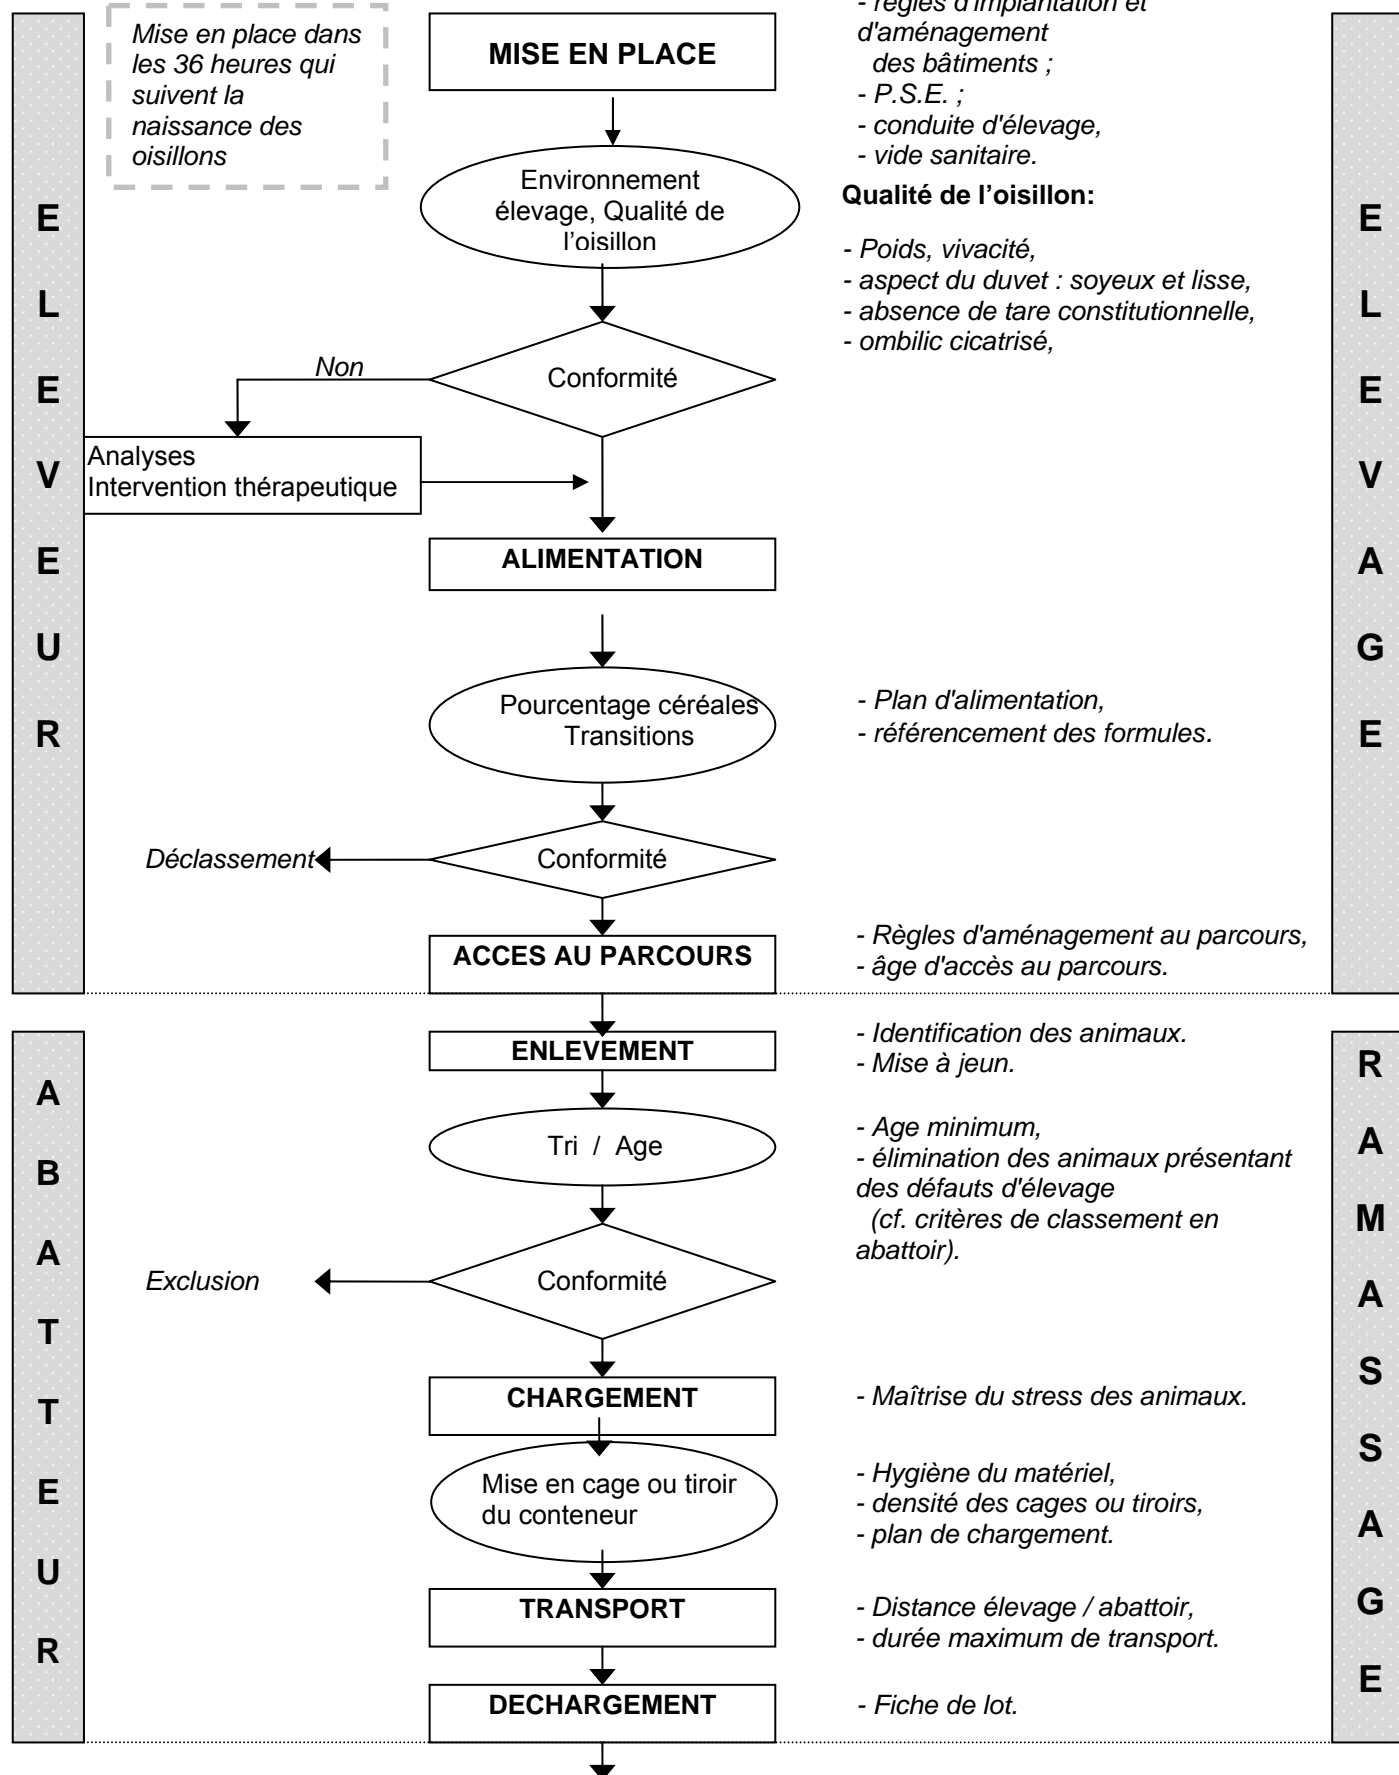 - règles d'implantation et
d'aménagement
des bâtiments ;
- P.S.E. ;
- conduite d'élevage,
- vide sanitaire.
Mise en place dans
les 36 heures qui
suivent la
naissance des
oisillons
MISE EN PLACE
Environnement
élevage, Qualité de
l'oisillon
Qualité de l'oisillon:
- Poids, vivacité,
- aspect du duvet : soyeux et lisse,
- absence de tare constitutionnelle,
- ombilic cicatrisé,
E
L
E
V
E
U
R
E
L
E
V
A
G
E
Non
Conformité
Analyses
Intervention thérapeutique
ALIMENTATION
Pourcentage céréales
Transitions
- Plan d'alimentation,
- référencement des formules.
Déclassement
Conformité
ACCES AU PARCOURS
- Règles d'aménagement au parcours,
- âge d'accès au parcours.
A
B
A
T
T
E
U
R
R
A
M
A
S
S
A
G
E
ENLEVEMENT
- Identification des animaux.
- Mise à jeun.
Tri / Age
- Age minimum,
- élimination des animaux présentant
des défauts d'élevage
(cf. critères de classement en
abattoir).
Exclusion
Conformité
CHARGEMENT
- Maîtrise du stress des animaux.
Mise en cage ou tiroir
du conteneur
- Hygiène du matériel,
- densité des cages ou tiroirs,
- plan de chargement.
TRANSPORT
- Distance élevage / abattoir,
- durée maximum de transport.
DECHARGEMENT
- Fiche de lot.